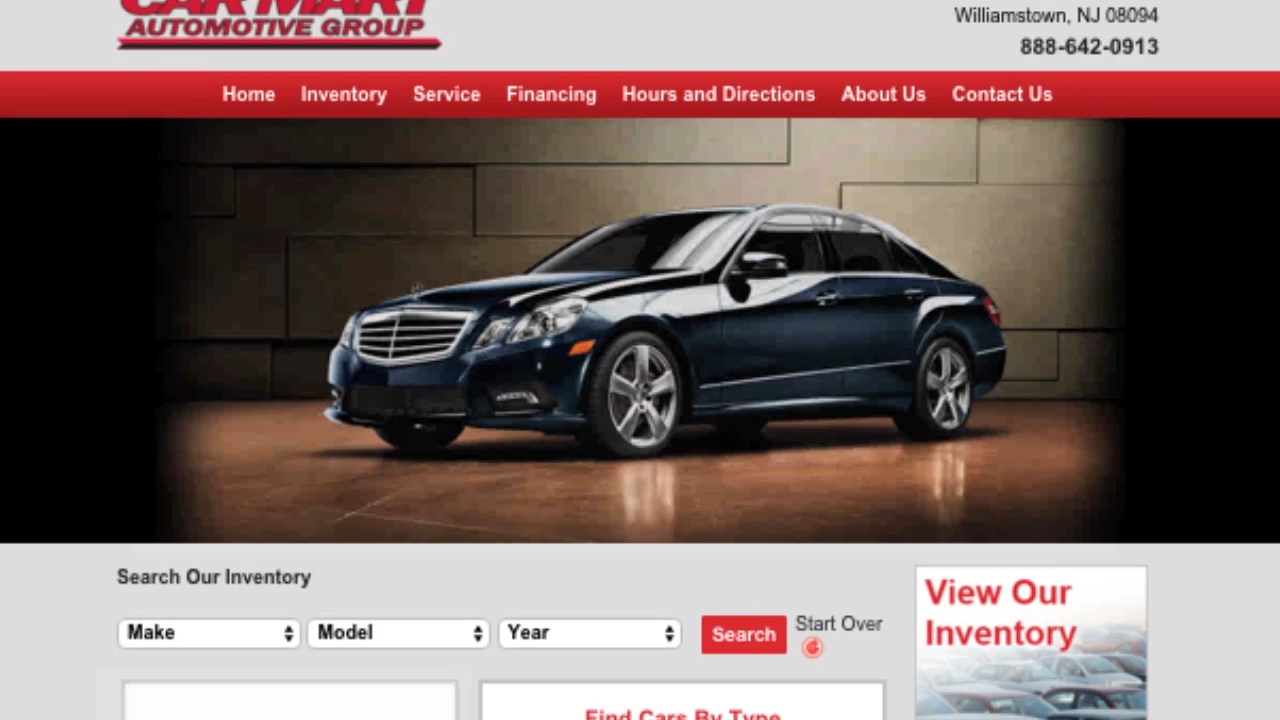 CAR MART
AUTOMOTIVE GROUP
Williamstown, NJ 08094
888-642-0913
Home Inventory Service Financing Hours and Directions About Us Contact Us
Search Our Inventory
Make Model Year Search Start Over
View Our
Inventory
Find Cars By Type